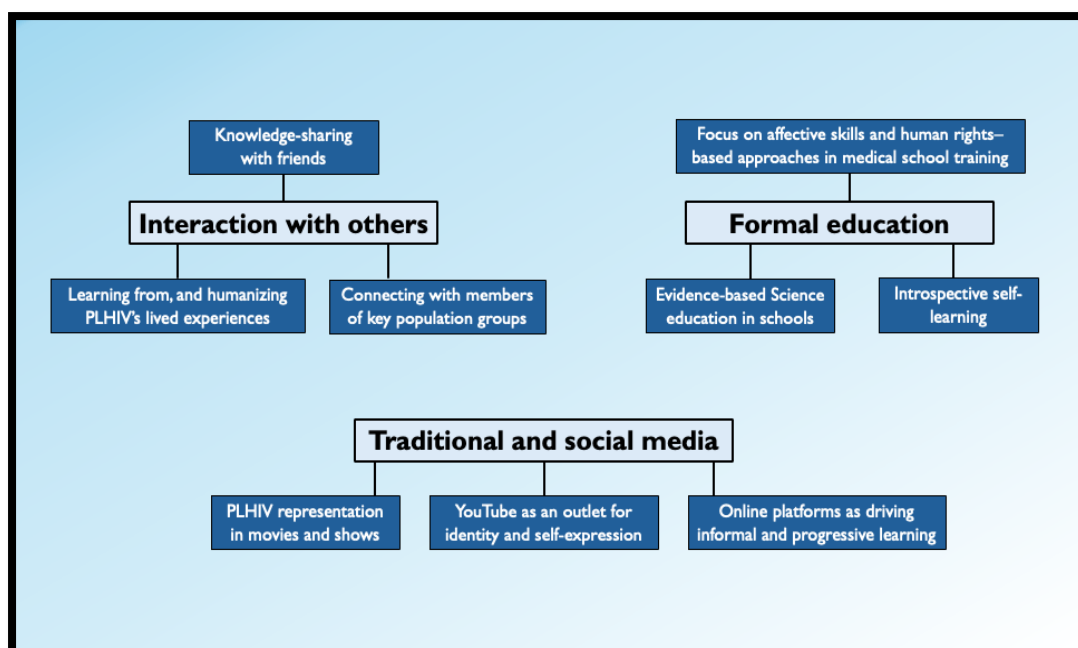 Knowledge-sharing
with friends
Interaction with others
Learning from, and humanizing
PLHIV's lived experiences
Connecting with members
of key population groups
Focus on affective skills and human rights–
based approaches in medical school training
Formal education
Evidence-based Science
education in schools
Introspective self-
learning
Traditional and social media
PLHIV representation
in movies and shows
YouTube as an outlet for
identity and self-expression
Online platforms as driving
informal and progressive learning